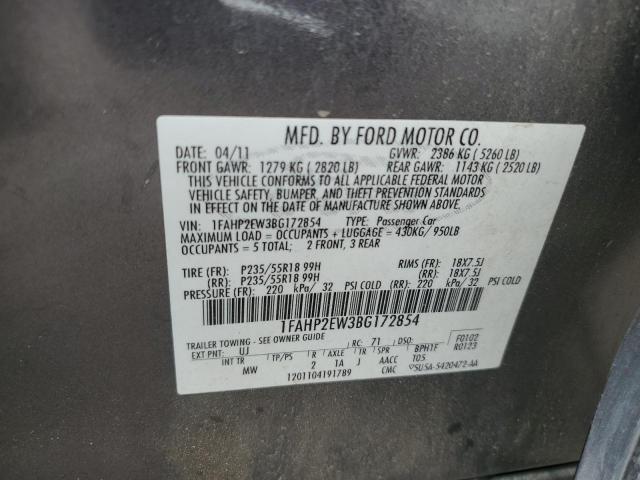 MFD. BY FORD MOTOR CO.
DATE: 04/11 GVWR: 2386 KG ( 5260 LB)
FRONT GAWR: 1279 KG ( 2820 LB) REAR GAWR: 1143 KG ( 2520 LB)
THIS VEHICLE CONFORMS TO ALL APPLICABLE FEDERAL MOTOR
VEHICLE SAFETY, BUMPER, AND THEFT PREVENTION STANDARDS
IN EFFECT ON THE DATE OF MANUFACTURE SHOWN ABOVE.
VIN: 1FAHP2EW3BG172854 TYPE: Passenger Car
MAXIMUM LOAD = OCCUPANTS + LUGGAGE = 430KG/ 950LB
OCCUPANTS = 5 TOTAL; 2 FRONT, 3 REAR
TIRE (FR): P235/55R18 99H RIMS (FR): 18X7.5J
(RR): P235/55R18 99H (RR): 18X7.5J
PRESSURE (FR): 220 kPa/ 32 PSI COLD (RR): 220 kPa/ 32 PSI COLD
1FAHP2EW3BG172854
TRAILER TOWING - SEE OWNER GUIDE F0102
EXT PNT: UJ RC: 71 DSO: R0123
INT TR TP/PS R AXLE TR SPR BPH1F
MW 2 1A J AACC T05
1201104191789 CMC ▽5U5A-5420472-AA